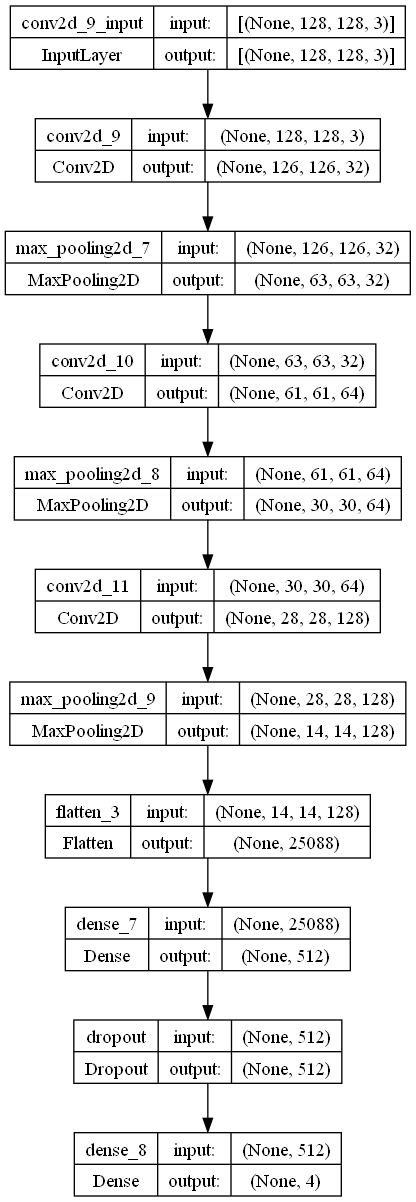 conv2d_9_input input: [(None, 128, 128, 3)]
InputLayer output: [(None, 128, 128, 3)]
conv2d_9 input: (None, 128, 128, 3)
Conv2D output: (None, 126, 126, 32)
max_pooling2d_7 input: (None, 126, 126, 32)
MaxPooling2D output: (None, 63, 63, 32)
conv2d_10 input: (None, 63, 63, 32)
Conv2D output: (None, 61, 61, 64)
max_pooling2d_8 input: (None, 61, 61, 64)
MaxPooling2D output: (None, 30, 30, 64)
conv2d_11 input: (None, 30, 30, 64)
Conv2D output: (None, 28, 28, 128)
max_pooling2d_9 input: (None, 28, 28, 128)
MaxPooling2D output: (None, 14, 14, 128)
flatten_3 input: (None, 14, 14, 128)
Flatten output: (None, 25088)
dense_7 input: (None, 25088)
Dense output: (None, 512)
dropout input: (None, 512)
Dropout output: (None, 512)
dense_8 input: (None, 512)
Dense output: (None, 4)